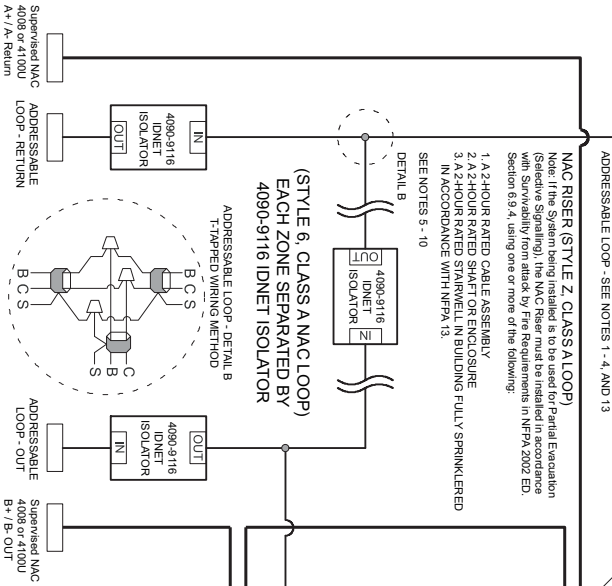 ADDRESSABLE LOOP - SEE NOTES 1 - 4, AND 13
NAC RISER (STYLE Z, CLASS A LOOP)
Note: If the System being installed is to be used for Partial Evacuation
(Selective Signalling), the NAC Riser must be installed in accordance
with Survivability from attack by Fire Requirements in NFPA 2002 ED.
Section 6.9.4, using one or more of the following:
1. A 2-HOUR RATED CABLE ASSEMBLY
2. A 2-HOUR RATED SHAFT OR ENCLOSURE
3. A 2-HOUR RATED STAIRWELL IN BUILDING FULLY SPRINKLERED
IN ACCORDANCE WITH NFPA 13.
SEE NOTES 5 - 10
DETAIL B
OUT
4090-9116
IDNET
ISOLATOR
IN
(STYLE 6, CLASS A NAC LOOP)
EACH ZONE SEPARATED BY
4090-9116 IDNET ISOLATOR
IN
4090-9116
IDNET
ISOLATOR
OUT
ADDRESSABLE LOOP - DETAIL B
T-TAPPED WIRING METHOD
B C S
B C S
S B C
OUT
4090-9116
IDNET
ISOLATOR
IN
Supervised NAC
4008 or 4100U
A+ / A- Return
ADDRESSABLE
LOOP - RETURN
ADDRESSABLE
LOOP - OUT
Supervised NAC
4008 or 4100U
B+ / B- OUT